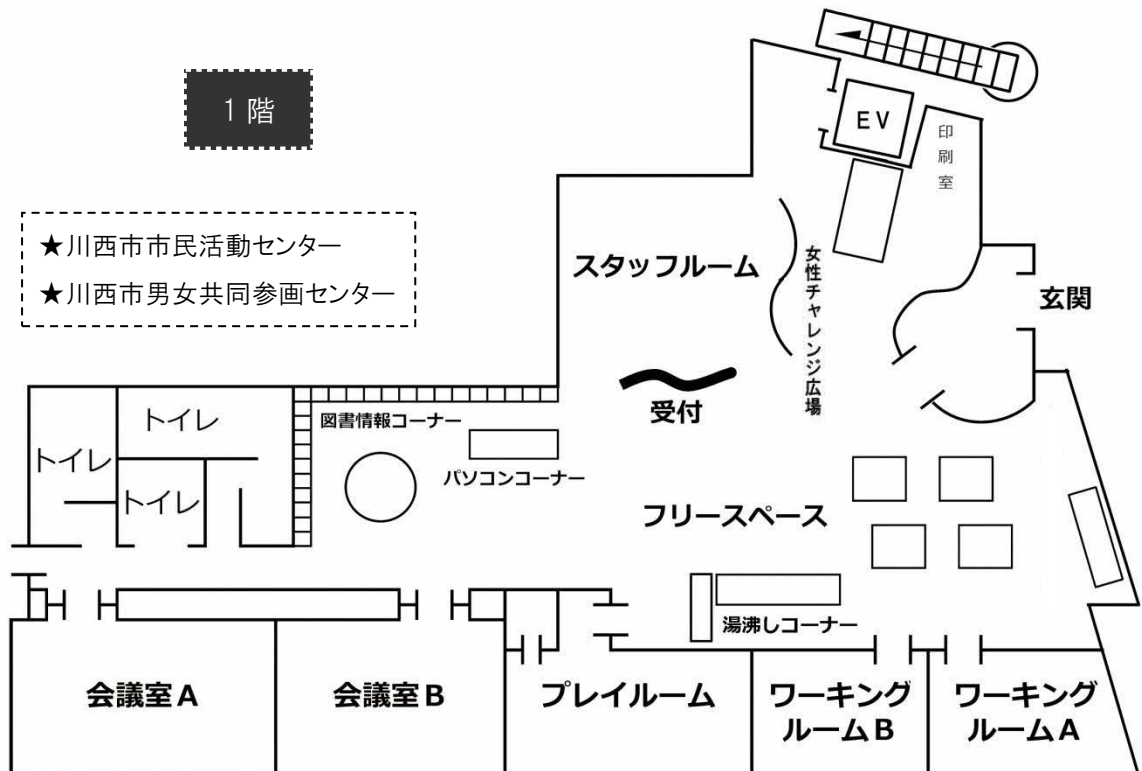 1階
★川西市市民活動センター
★川西市男女共同参画センター
EV
印刷室
スタッフルーム
女性チャレンジ広場
玄関
受付
図書情報コーナー
トイレ
トイレ
トイレ
パソコンコーナー
フリースペース
湯沸しコーナー
会議室A
会議室B
プレイルーム
ワーキング
ルームB
ワーキング
ルームA